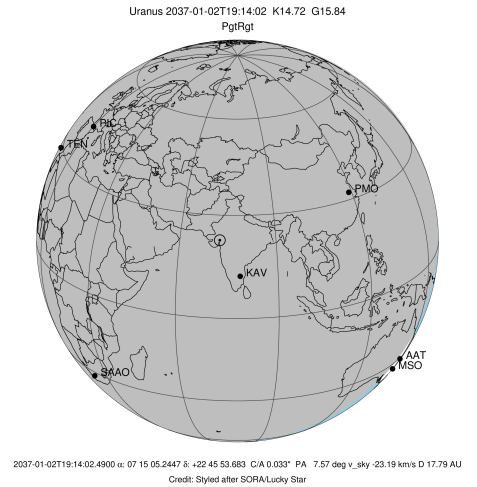 Uranus 2037-01-02T19:14:02 K14.72 G15.84
PgtRgt
PIC
TEN
PMO
KAV
AAT
MSO
SAAO
2037-01-02T19:14:02.4900 α: 07 15 05.2447 δ: +22 45 53.683 C/A 0.033" PA 7.57 deg v_sky -23.19 km/s D 17.79 AU
Credit: Styled after SORA/Lucky Star